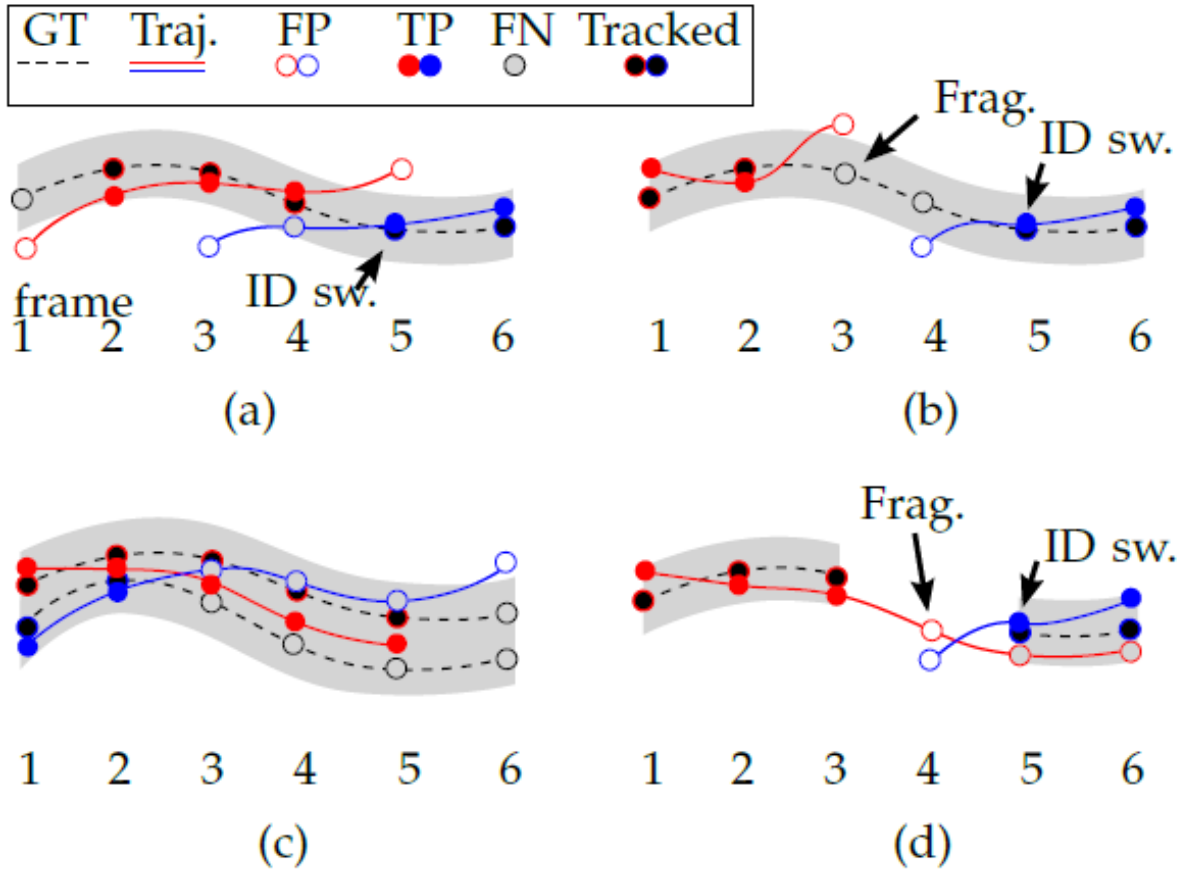 GT Traj. FP TP FN Tracked
Frag.
ID sw.
ID sw.
frame
1 2 3 4 5 6
1 2 3 4 5 6
(a)
(b)
Frag.
ID sw.
1 2 3 4 5 6
1 2 3 4 5 6
(c)
(d)